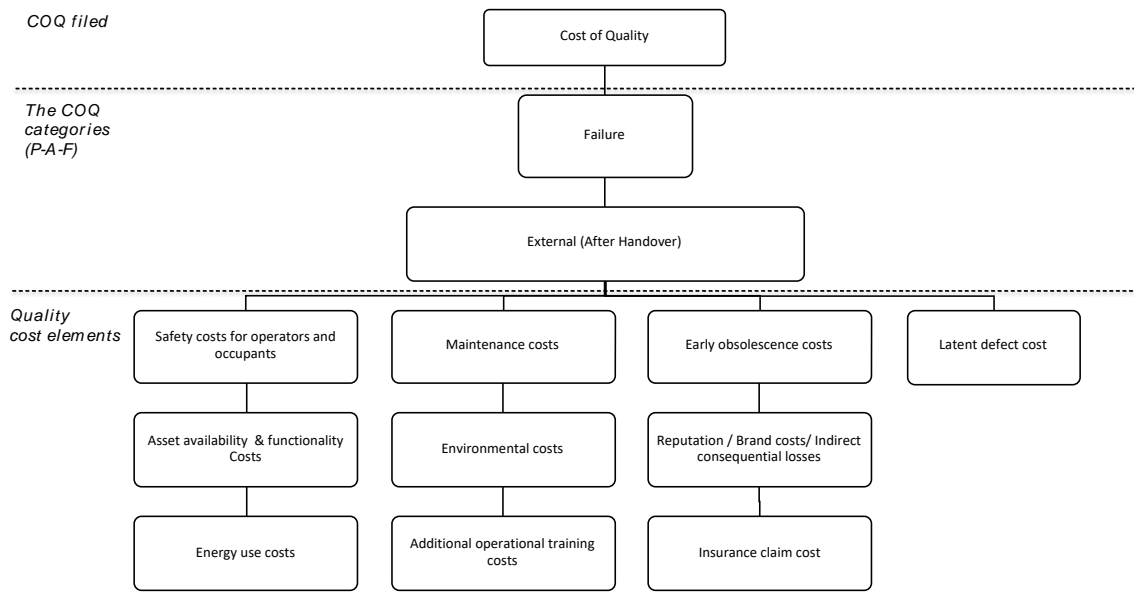 COQ filed
Cost of Quality
The COQ
categories
(P-A-F)
Failure
External (After Handover)
Quality
cost elements
Safety costs for operators and
occupants
Maintenance costs
Early obsolescence costs
Latent defect cost
Asset availability & functionality
Costs
Environmental costs
Reputation / Brand costs/ Indirect
consequential losses
Energy use costs
Additional operational training
costs
Insurance claim cost